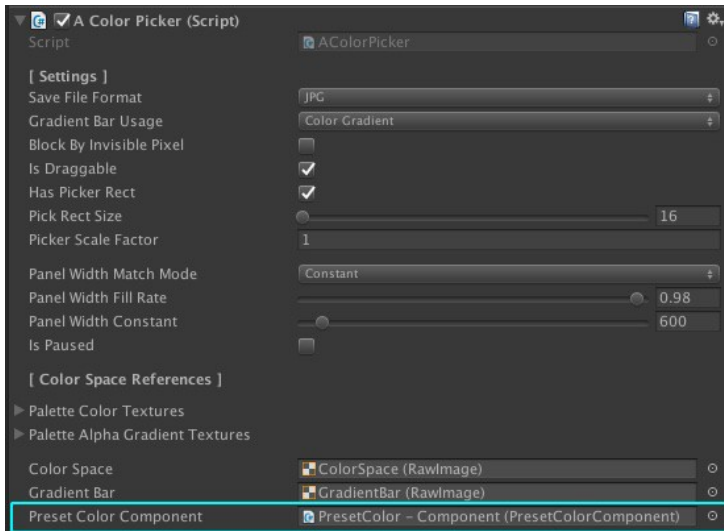 A Color Picker (Script)
Script AColorPicker
[ Settings ]
Save File Format JPG
Gradient Bar Usage Color Gradient
Block By Invisible Pixel
Is Draggable
Has Picker Rect
Pick Rect Size 16
Picker Scale Factor 1
Panel Width Match Mode Constant
Panel Width Fill Rate 0.98
Panel Width Constant 600
Is Paused
[ Color Space References ]
Palette Color Textures
Palette Alpha Gradient Textures
Color Space ColorSpace (RawImage)
Gradient Bar GradientBar (RawImage)
Preset Color Component PresetColor - Component (PresetColorComponent)